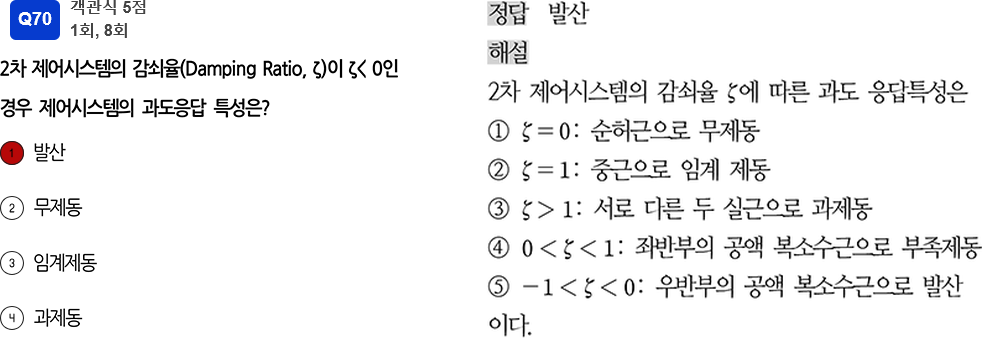 Q70
객관식 5점
1회, 8회
2차 제어시스템의 감쇠율(Damping Ratio, ζ)이 ζ< 0인
경우 제어시스템의 과도응답 특성은?
1 발산
2 무제동
3 임계제동
4 과제동
정답 발산
해설
2차 제어시스템의 감쇠율 ζ에 따른 과도 응답특성은
① ζ = 0: 순허근으로 무제동
② ζ = 1: 중근으로 임계 제동
③ ζ > 1: 서로 다른 두 실근으로 과제동
④ 0 < ζ < 1: 좌반부의 공액 복소수근으로 부족제동
⑤ −1 < ζ < 0: 우반부의 공액 복소수근으로 발산
이다.